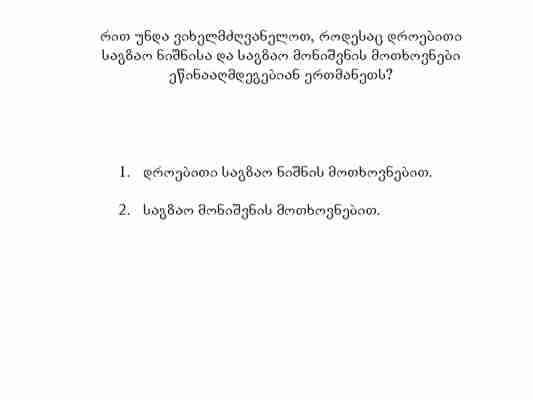 რით უნდა ვიხელმძღვანელოთ, როდესაც დროებითი
საგზაო ნიშნისა და საგზაო მონიშვნის მოთხოვნები
ეწინააღმდეგებიან ერთმანეთს?
1. დროებითი საგზაო ნიშნის მოთხოვნებით.
2. საგზაო მონიშვნის მოთხოვნებით.